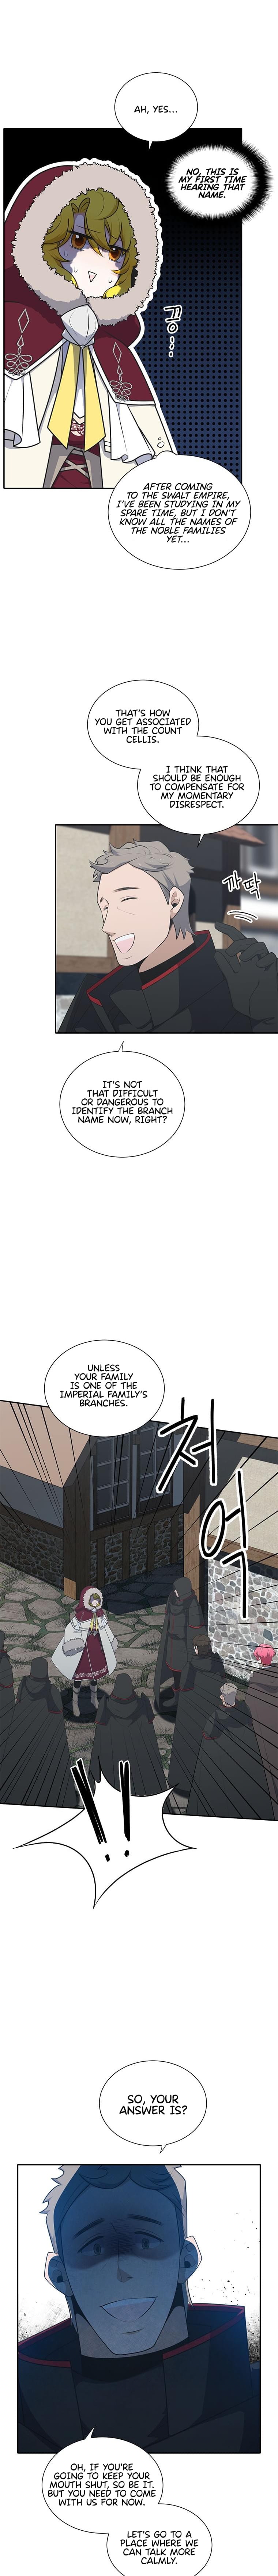 AH, YES...
NO, THIS IS
MY FIRST TIME
HEARING THAT
NAME.
끙...
AFTER COMING
TO THE SWALT EMPIRE,
I'VE BEEN STUDYING IN MY
SPARE TIME, BUT I DON'T
KNOW ALL THE NAMES OF
THE NOBLE FAMILIES
YET...
THAT'S HOW
YOU GET ASSOCIATED
WITH THE COUNT
CELLIS.
I THINK THAT
SHOULD BE ENOUGH
TO COMPENSATE FOR
MY MOMENTARY
DISRESPECT.
까딱
IT'S NOT
THAT DIFFICULT
OR DANGEROUS TO
IDENTIFY THE BRANCH
NAME NOW, RIGHT?
UNLESS
YOUR FAMILY
IS ONE OF THE
IMPERIAL FAMILY'S
BRANCHES.
저억
!!
SO, YOUR
ANSWER IS?
OH, IF YOU'RE
GOING TO KEEP YOUR
MOUTH SHUT, SO BE IT.
BUT YOU NEED TO COME
WITH US FOR NOW.
LET'S GO TO A
PLACE WHERE WE
CAN TALK MORE
CALMLY.